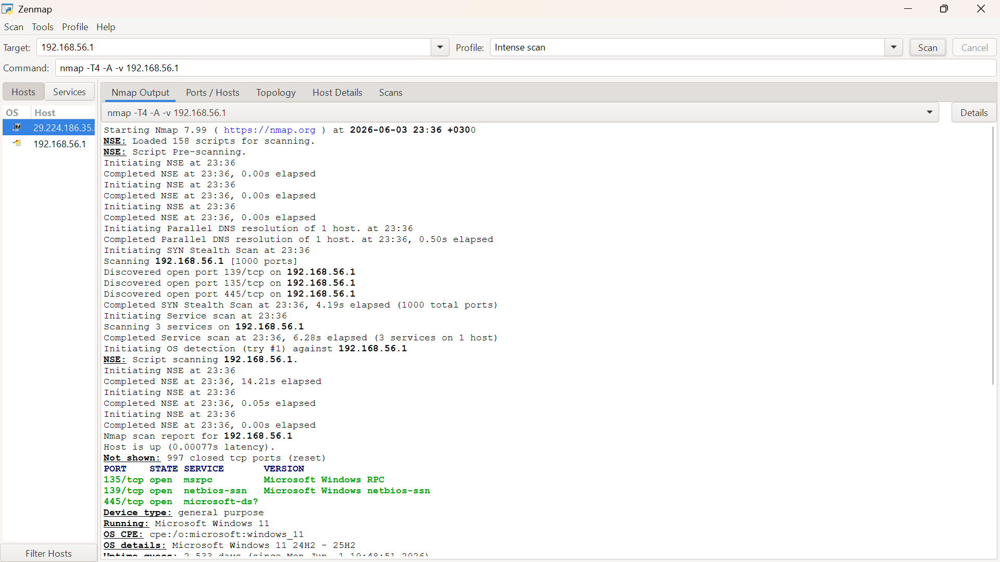 Zenmap
Scan Tools Profile Help
Target: 192.168.56.1 Profile: Intense scan Scan Cancel
Command: nmap -T4 -A -v 192.168.56.1
Hosts Services
OS Host
29.224.186.35.
192.168.56.1
Filter Hosts
Nmap Output Ports / Hosts Topology Host Details Scans
nmap -T4 -A -v 192.168.56.1 Details
Starting Nmap 7.99 ( https://nmap.org ) at 2026-06-03 23:36 +0300
NSE: Loaded 158 scripts for scanning.
NSE: Script Pre-scanning.
Initiating NSE at 23:36
Completed NSE at 23:36, 0.00s elapsed
Initiating NSE at 23:36
Completed NSE at 23:36, 0.00s elapsed
Initiating NSE at 23:36
Completed NSE at 23:36, 0.00s elapsed
Initiating Parallel DNS resolution of 1 host. at 23:36
Completed Parallel DNS resolution of 1 host. at 23:36, 0.50s elapsed
Initiating SYN Stealth Scan at 23:36
Scanning 192.168.56.1 [1000 ports]
Discovered open port 139/tcp on 192.168.56.1
Discovered open port 135/tcp on 192.168.56.1
Discovered open port 445/tcp on 192.168.56.1
Completed SYN Stealth Scan at 23:36, 4.19s elapsed (1000 total ports)
Initiating Service scan at 23:36
Scanning 3 services on 192.168.56.1
Completed Service scan at 23:36, 6.28s elapsed (3 services on 1 host)
Initiating OS detection (try #1) against 192.168.56.1
NSE: Script scanning 192.168.56.1.
Initiating NSE at 23:36
Completed NSE at 23:36, 14.21s elapsed
Initiating NSE at 23:36
Completed NSE at 23:36, 0.05s elapsed
Initiating NSE at 23:36
Completed NSE at 23:36, 0.00s elapsed
Nmap scan report for 192.168.56.1
Host is up (0.00077s latency).
Not shown: 997 closed tcp ports (reset)
PORT STATE SERVICE VERSION
135/tcp open msrpc Microsoft Windows RPC
139/tcp open netbios-ssn Microsoft Windows netbios-ssn
445/tcp open microsoft-ds?
Device type: general purpose
Running: Microsoft Windows 11
OS CPE: cpe:/o:microsoft:windows_11
OS details: Microsoft Windows 11 24H2 - 25H2
Uptime guess: 2.533 days (since Mon Jun 1 10:48:51 2026)